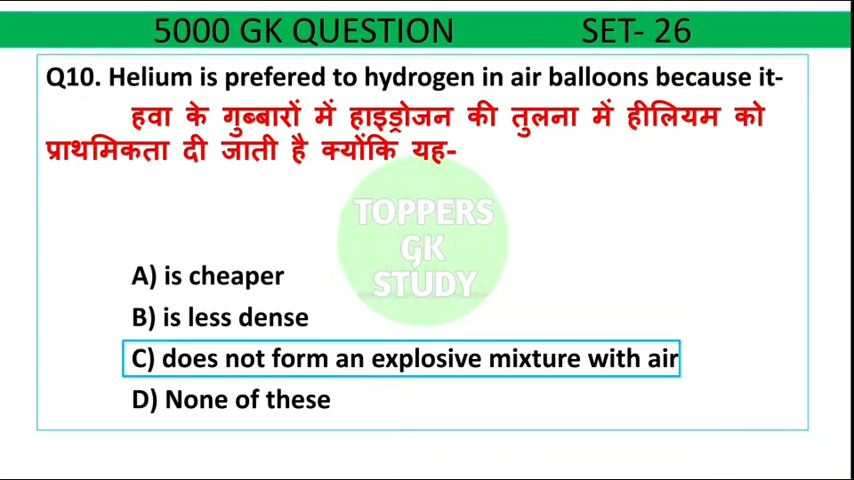 5000 GK QUESTION SET- 26
Q10. Helium is prefered to hydrogen in air balloons because it-
हवा के गुब्बारों में हाइड्रोजन की तुलना में हीलियम को
प्राथमिकता दी जाती है क्योंकि यह-
TOPPERS
GK
STUDY
A) is cheaper
B) is less dense
C) does not form an explosive mixture with air
D) None of these